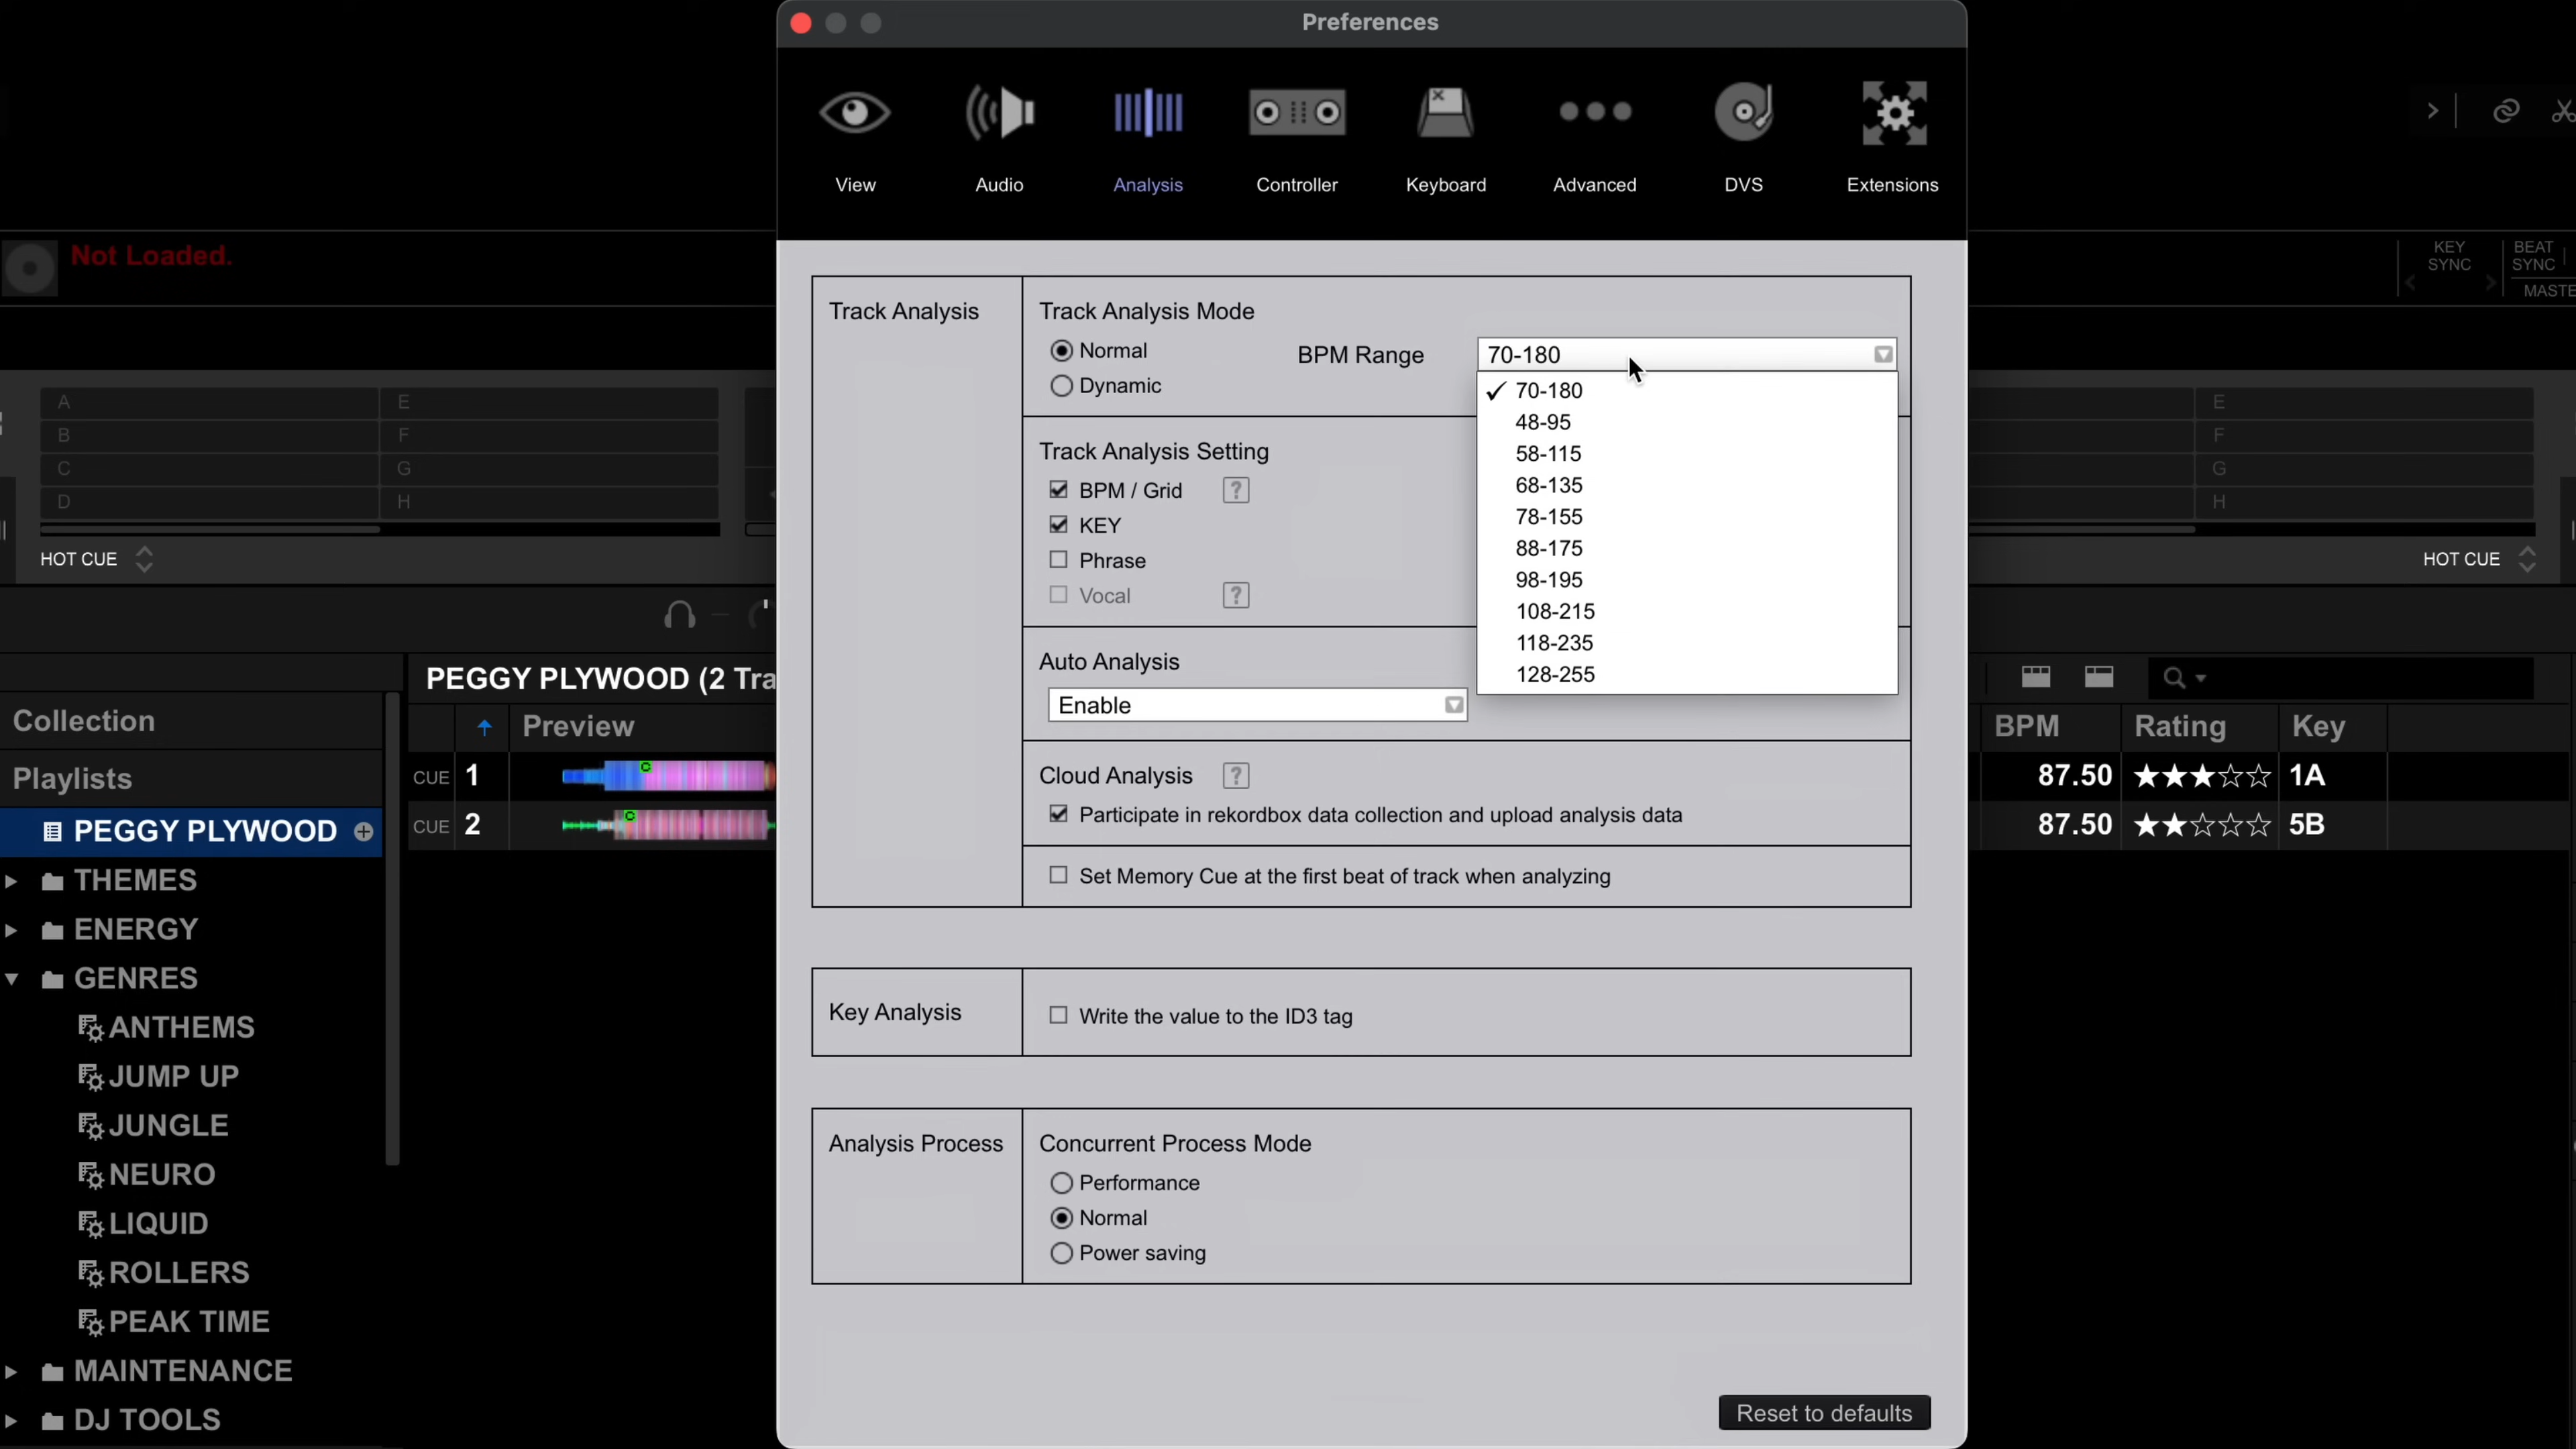 Preferences
View Audio Analysis Controller Keyboard Advanced DVS Extensions
Not Loaded.
KEY SYNC
BEAT SYNC
A E
B F
C G
D H
HOT CUE
E
F
G
H
HOT CUE
Track Analysis
Track Analysis Mode
Normal
Dynamic
BPM Range
70-180
✓ 70-180
48-95
58-115
68-135
78-155
88-175
98-195
108-215
118-235
128-255
Track Analysis Setting
BPM / Grid ?
KEY
Phrase
Vocal ?
Auto Analysis
Enable
Cloud Analysis ?
Participate in rekordbox data collection and upload analysis data
Set Memory Cue at the first beat of track when analyzing
Key Analysis
Write the value to the ID3 tag
Analysis Process
Concurrent Process Mode
Performance
Normal
Power saving
Reset to defaults
Collection
Playlists
PEGGY PLYWOOD
THEMES
ENERGY
GENRES
ANTHEMS
JUMP UP
JUNGLE
NEURO
LIQUID
ROLLERS
PEAK TIME
MAINTENANCE
DJ TOOLS
PEGGY PLYWOOD (2 Tra
Preview
CUE 1 C
CUE 2 C
BPM Rating Key
87.50 ★★★☆☆ 1A
87.50 ★★☆☆☆ 5B